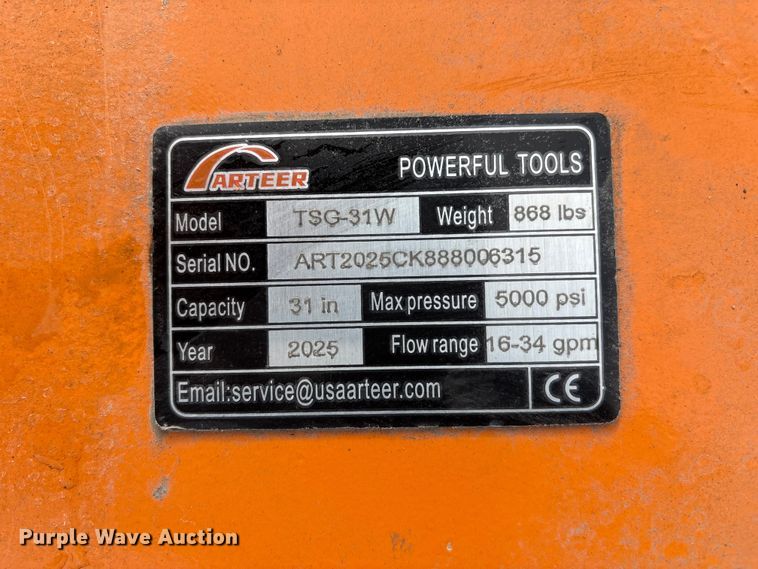 ARTEER POWERFUL TOOLS
Model TSG-31W Weight 868 lbs
Serial NO. ART2025CK888006315
Capacity 31 in Max pressure 5000 psi
Year 2025 Flow range 16-34 gpm
Email:service@usaarteer.com CE
Purple Wave Auction